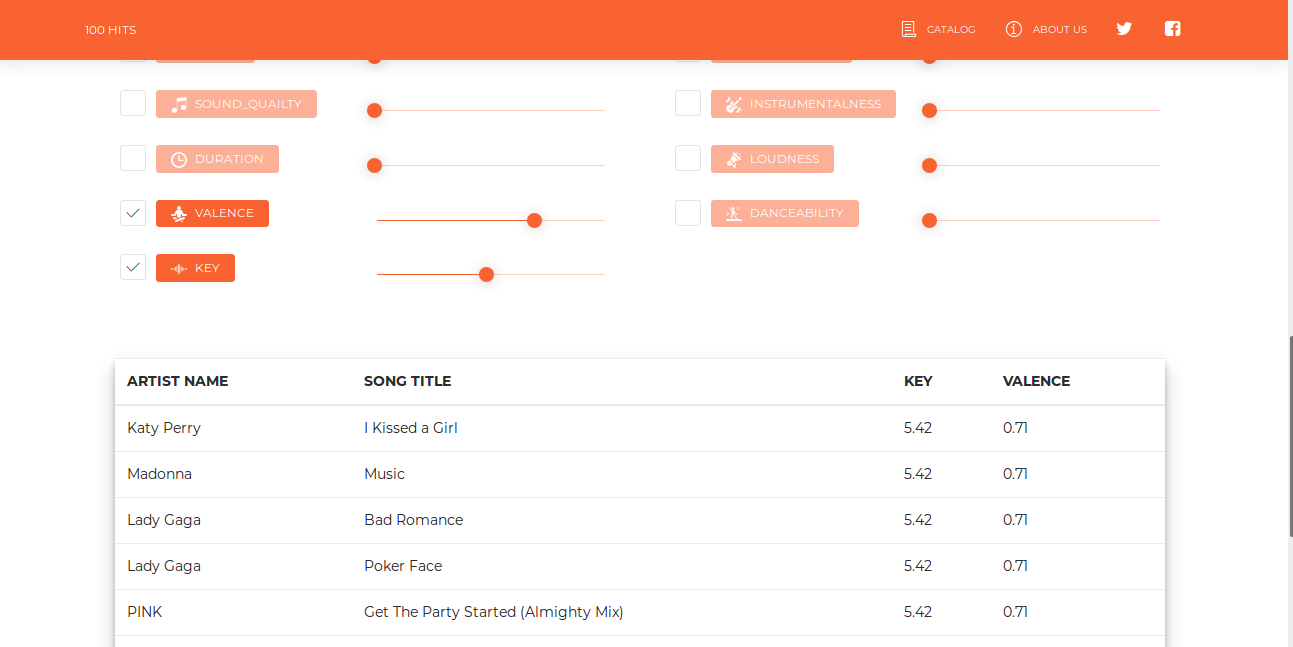 100 HITS CATALOG ABOUT US
SOUND_QUAILTY INSTRUMENTALNESS
DURATION LOUDNESS
VALENCE DANCEABILITY
KEY
ARTIST NAME SONG TITLE KEY VALENCE
Katy Perry I Kissed a Girl 5.42 0.71
Madonna Music 5.42 0.71
Lady Gaga Bad Romance 5.42 0.71
Lady Gaga Poker Face 5.42 0.71
PINK Get The Party Started (Almighty Mix) 5.42 0.71